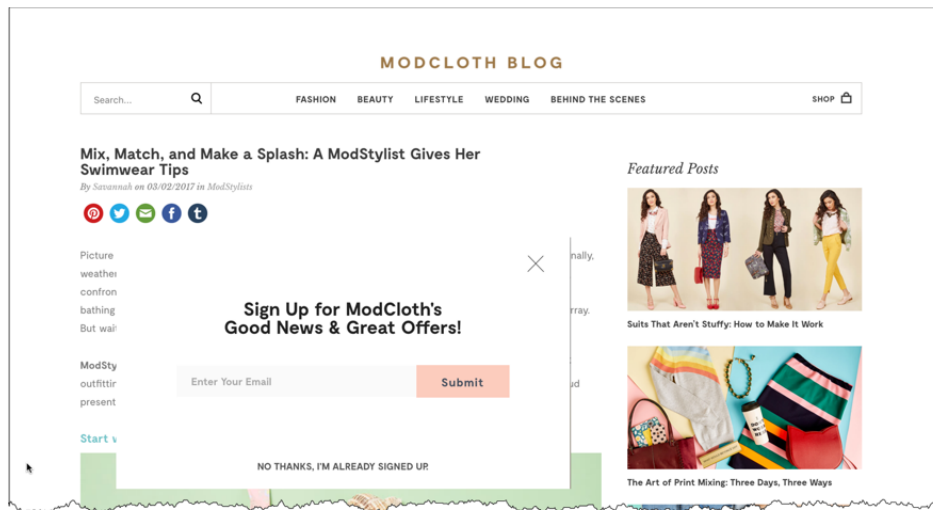 MODCLOTH BLOG
Search...
FASHION BEAUTY LIFESTYLE WEDDING BEHIND THE SCENES
SHOP
Mix, Match, and Make a Splash: A ModStylist Gives Her
Swimwear Tips
By Savannah on 03/02/2017 in ModStylists
Picture
nally,
weather
confron
bathing
rray.
But wai
ModSty
outfittin
ud
present
Start w
Sign Up for ModCloth's
Good News & Great Offers!
Enter Your Email
Submit
NO THANKS, I'M ALREADY SIGNED UP.
Featured Posts
Suits That Aren't Stuffy: How to Make It Work
The Art of Print Mixing: Three Days, Three Ways